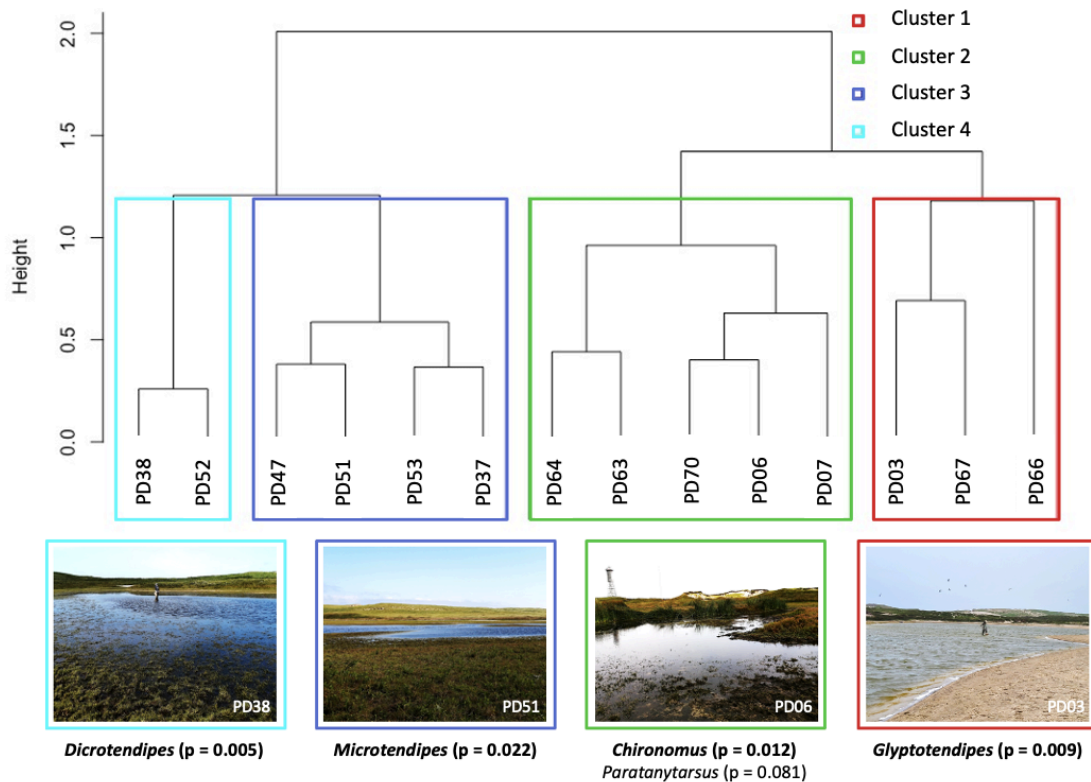 Cluster 1
Cluster 2
Cluster 3
Cluster 4
Height
2.0
1.5
1.0
0.5
0.0
PD38
PD52
PD47
PD51
PD53
PD37
PD64
PD63
PD70
PD06
PD07
PD03
PD67
PD66
PD38
PD51
PD06
PD03
Dicrotendipes (p = 0.005)
Microtendipes (p = 0.022)
Chironomus (p = 0.012)
Paratanytarsus (p = 0.081)
Glyptotendipes (p = 0.009)